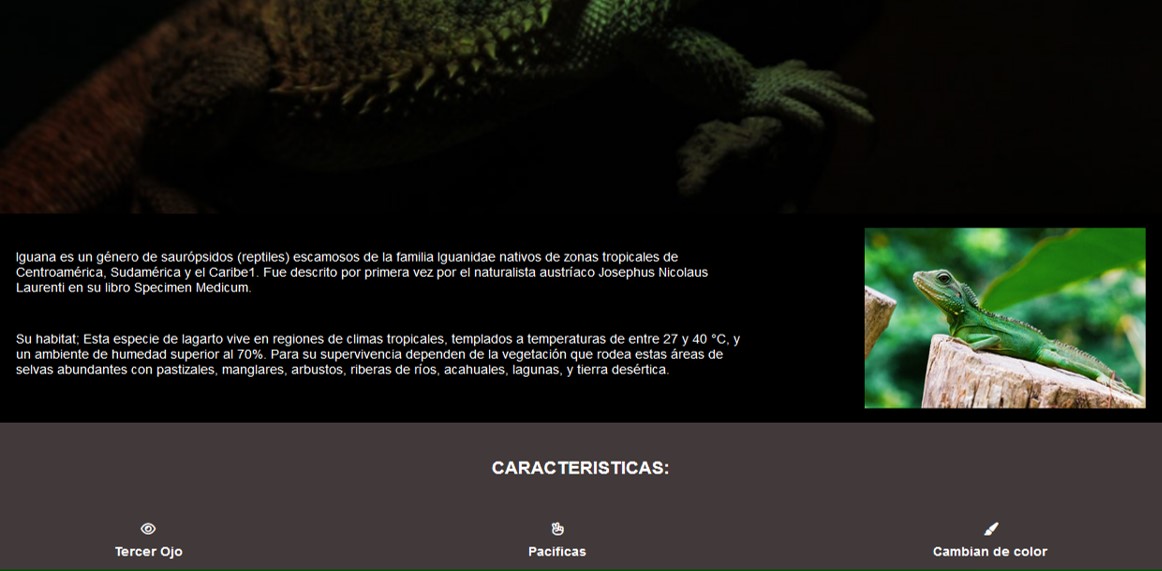 Iguana es un género de saurópsidos (reptiles) escamosos de la familia Iguanidae nativos de zonas tropicales de
Centroamérica, Sudamérica y el Caribe1. Fue descrito por primera vez por el naturalista austríaco Josephus Nicolaus
Laurenti en su libro Specimen Medicum.
Su habitat; Esta especie de lagarto vive en regiones de climas tropicales, templados a temperaturas de entre 27 y 40 °C, y
un ambiente de humedad superior al 70%. Para su supervivencia dependen de la vegetación que rodea estas áreas de
selvas abundantes con pastizales, manglares, arbustos, riberas de ríos, acahuales, lagunas, y tierra desértica.
CARACTERISTICAS:
Tercer Ojo
Pacificas
Cambian de color